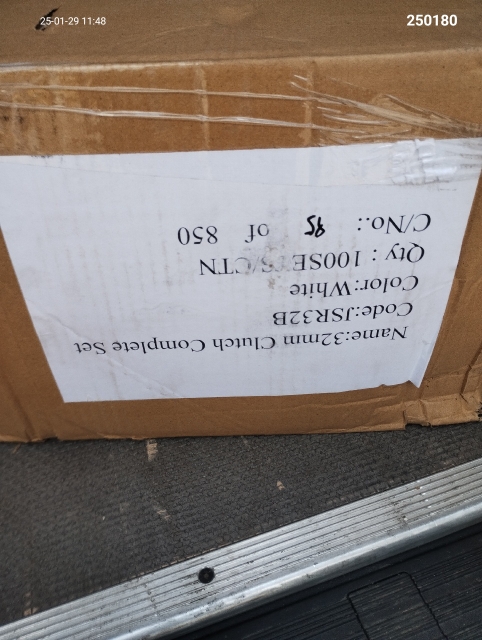 25-01-29 11:48
250180
Name:32mm Clutch Complete Set
Code:JSR32B
Color:White
Qty : 100SETS/CTN
C/No.: of 850